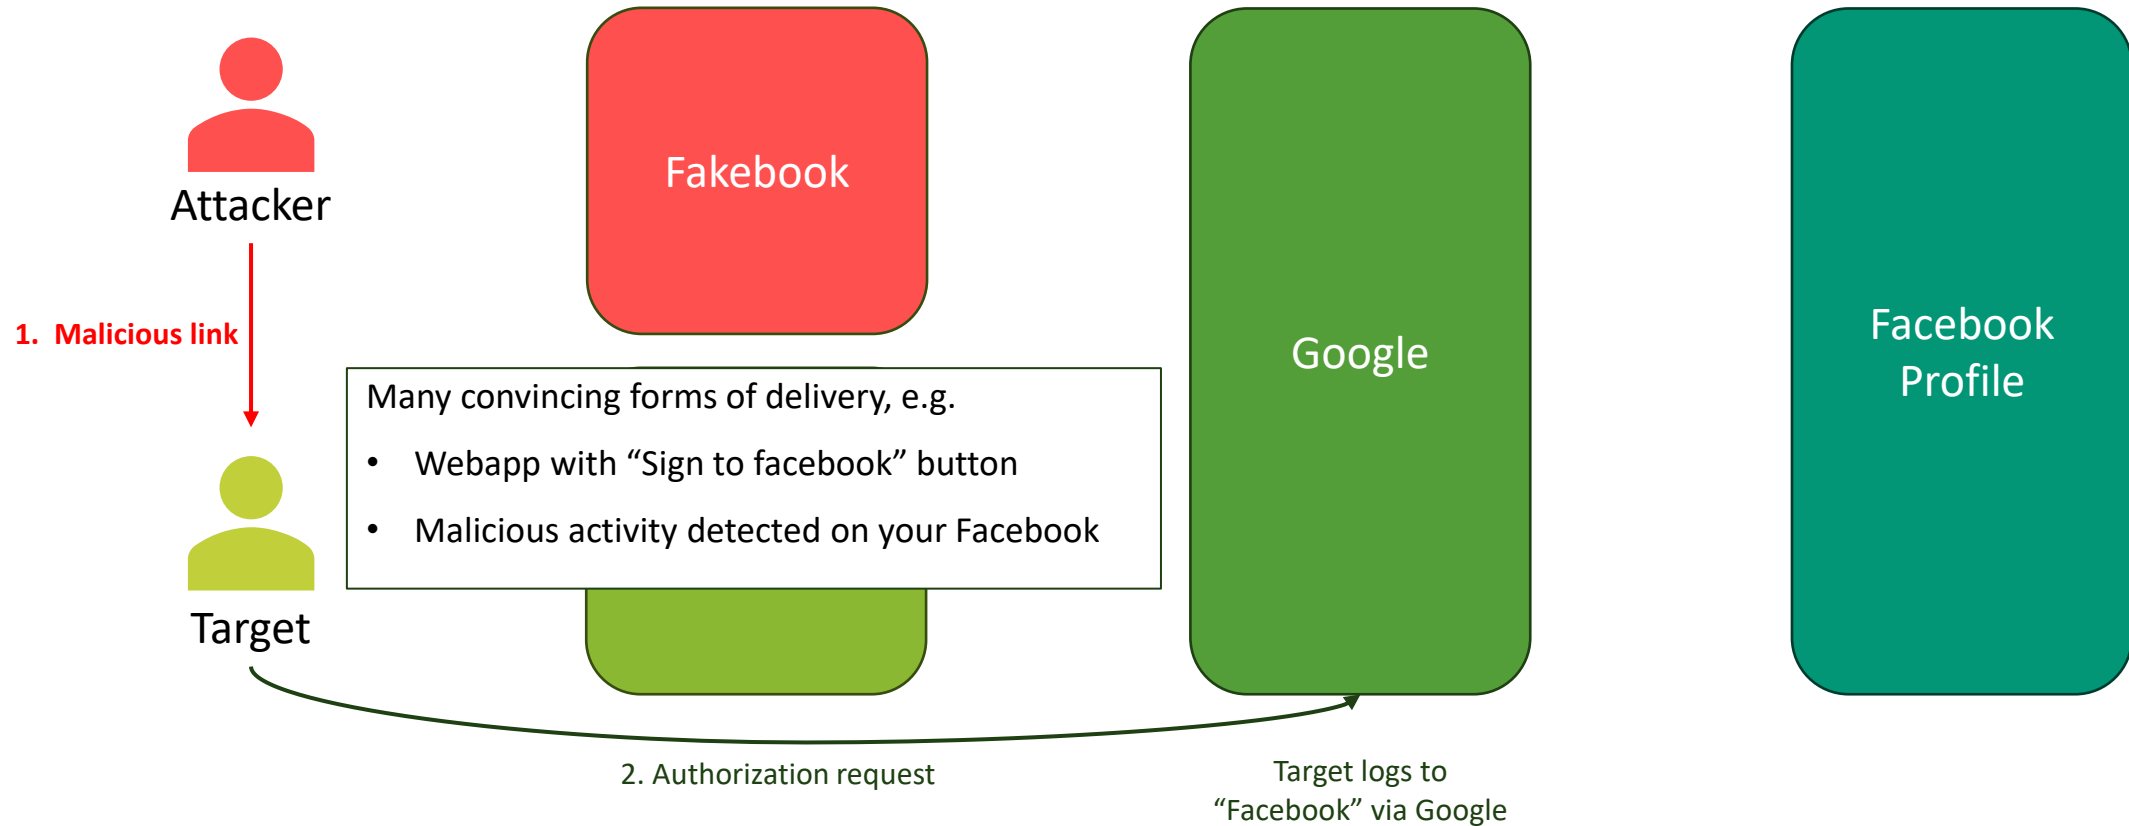 Attacker
Fakebook
1. Malicious link
Many convincing forms of delivery, e.g.
• Webapp with “Sign to facebook” button
• Malicious activity detected on your Facebook
Target
Google
Facebook
Profile
2. Authorization request
Target logs to
“Facebook” via Google